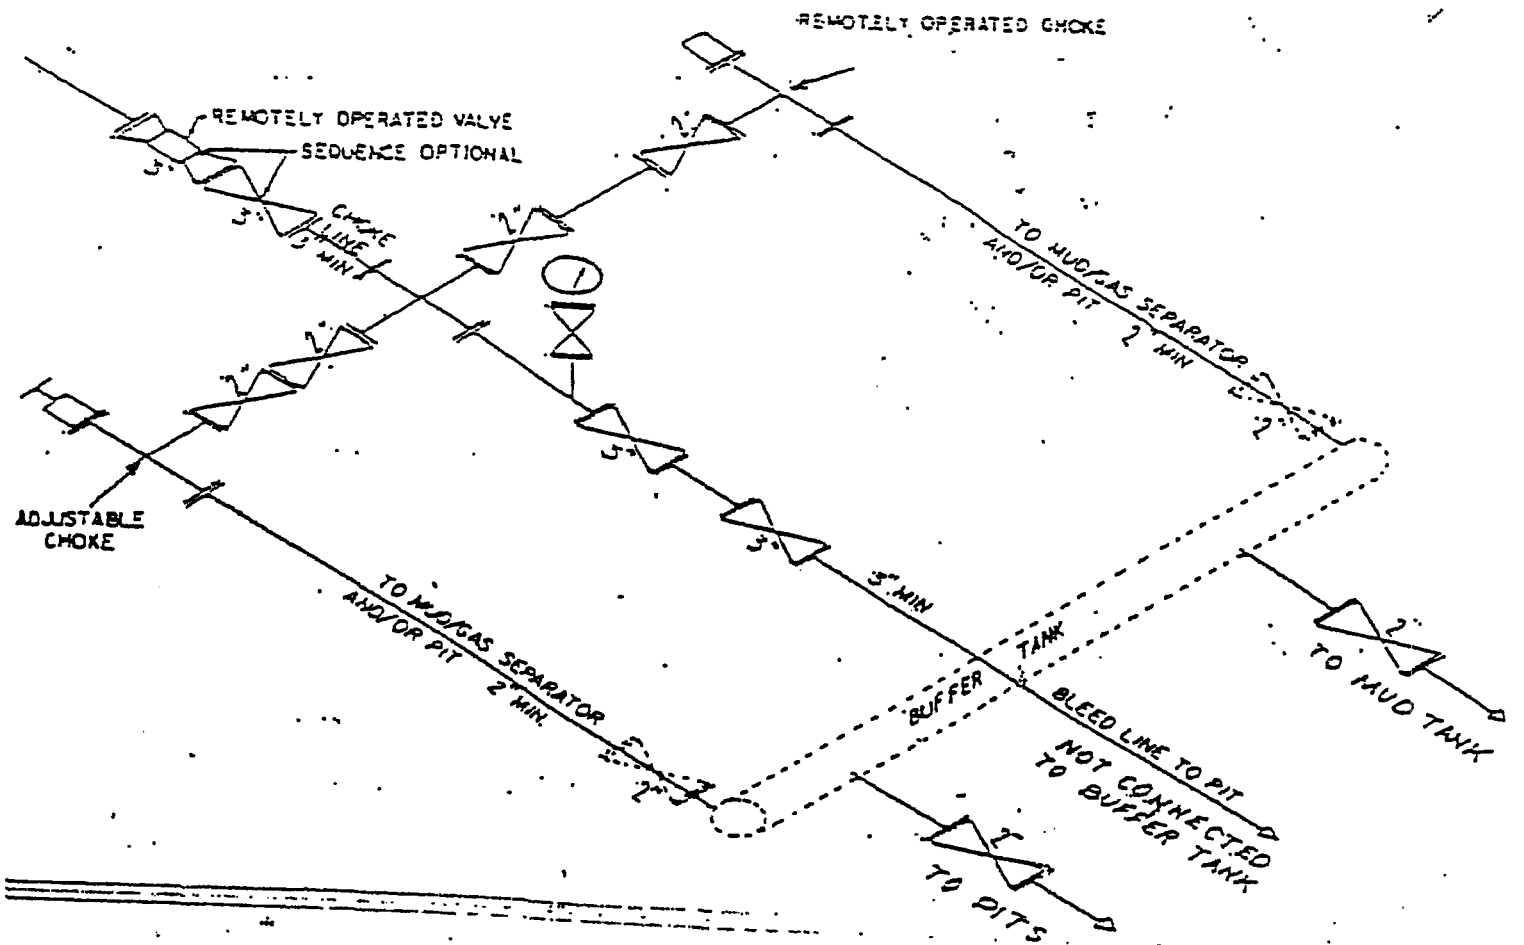 REMOTELY OPERATED CHOKE
REMOTELY OPERATED VALVE
SEQUENCE OPTIONAL
3"
3"
CHOKE
LINE
3
MIN
2"
2"
2"
2"
ADJUSTABLE
CHOKE
3"
3"
3" MIN
TO MUD/GAS SEPARATOR
AND/OR PIT
2" MIN
2"
TO MUD/GAS SEPARATOR
AND/OR PIT
2" MIN.
2"
BUFFER TANK
BLEED LINE TO PIT
NOT CONNECTED
TO BUFFER TANK
2"
TO MUD TANK
TO PITS